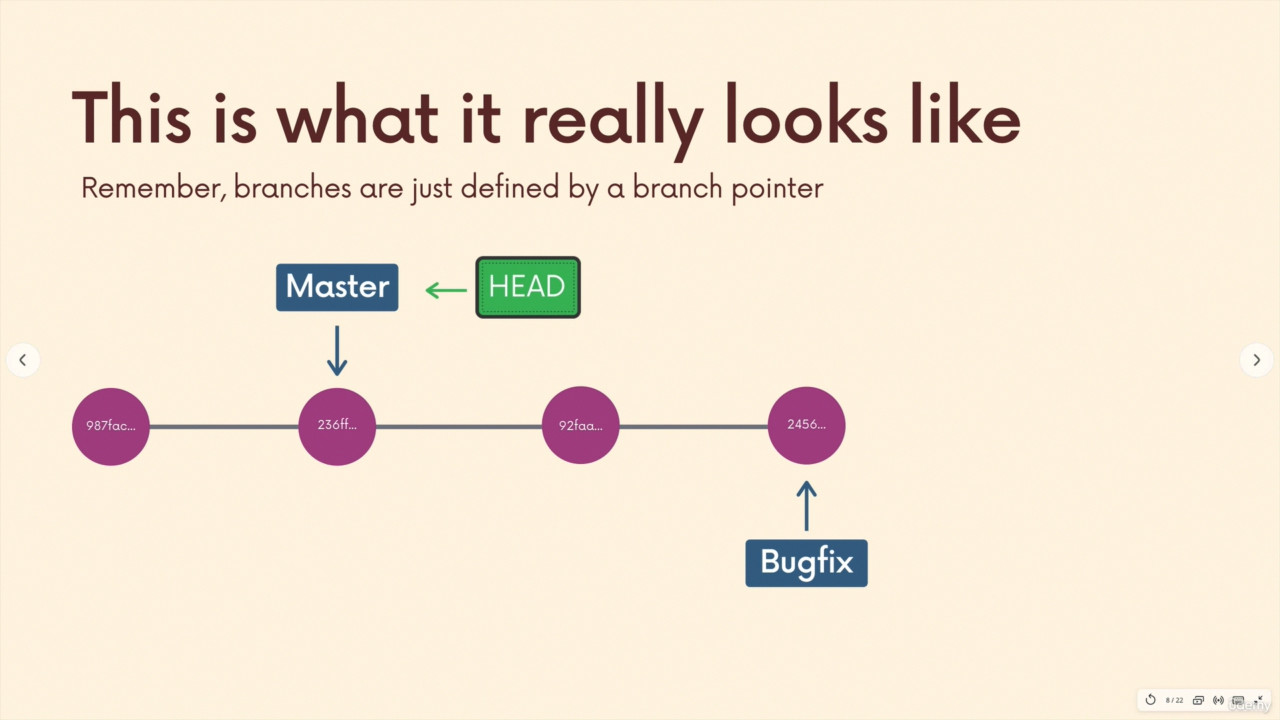 This is what it really looks like
Remember, branches are just defined by a branch pointer
Master
HEAD
987fac...
236ff...
92faa...
2456...
Bugfix
8 / 22
Udemy